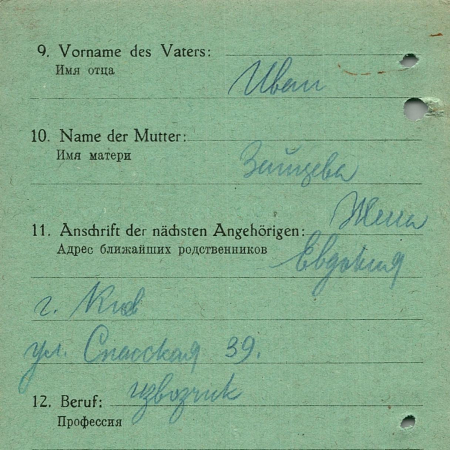 9. Vorname des Vaters:
Имя отца
Иван
10. Name der Mutter:
Имя матери
Зайцева
11. Anschrift der nächsten Angehörigen: Жена
Адрес ближайших родственников Евдокия
г. Киев
ул. Спасская 39.
12. Beruf: извозчик
Профессия